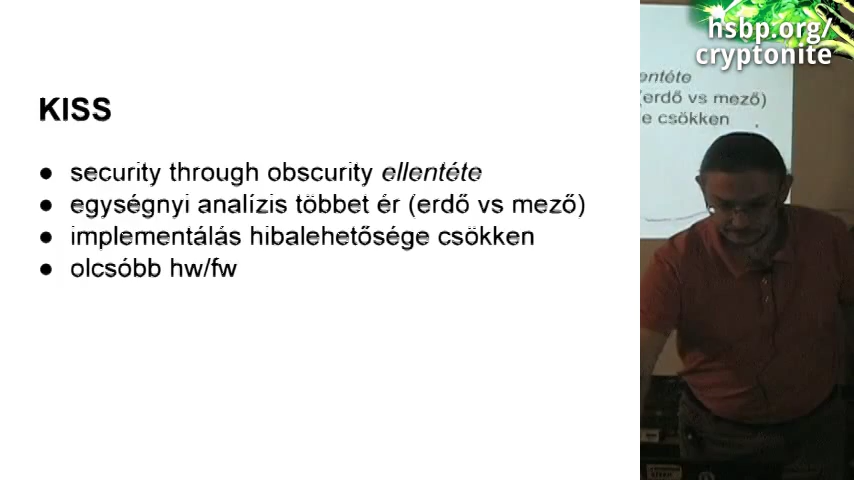 KISS
● security through obscurity ellentéte
● egységnyi analízis többet ér (erdő vs mező)
● implementálás hibalehetősége csökken
● olcsóbb hw/fw
hsbp.org/
cryptonite
entéte
(erdő vs mező)
e csökken